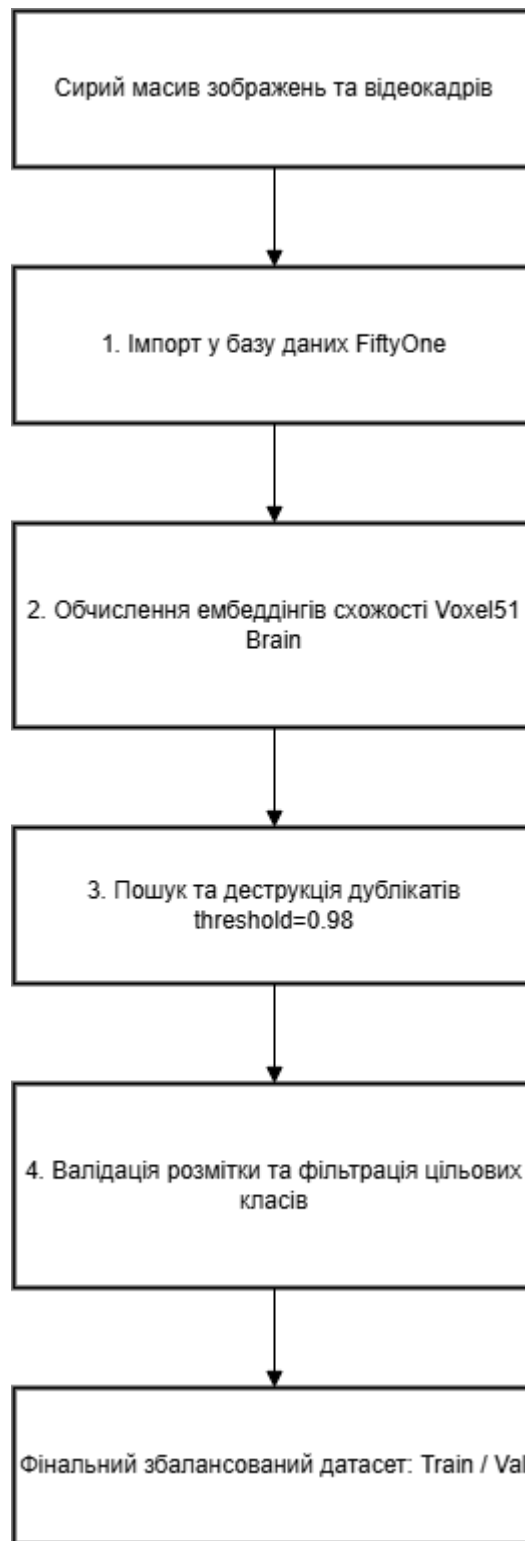 Сирий масив зображень та відеокадрів
1. Імпорт у базу даних FiftyOne
2. Обчислення ембеддінгів схожості Voxel51
Brain
3. Пошук та деструкція дублікатів
threshold=0.98
4. Валідація розмітки та фільтрація цільових
класів
Фінальний збалансований датасет: Train / Val